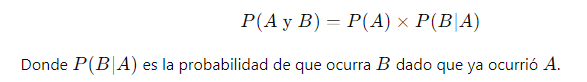 P(A y B) = P(A) × P(B|A)
Donde P(B|A) es la probabilidad de que ocurra B dado que ya ocurrió A.